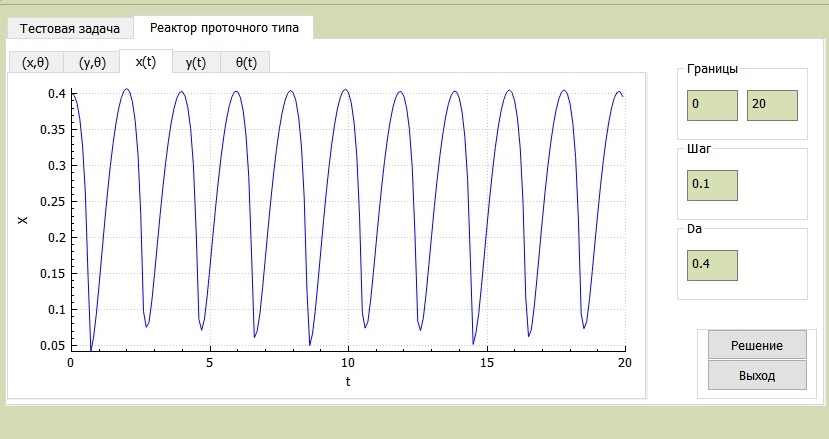 Тестовая задача Реактор проточного типа
(x,θ) (y,θ) x(t) y(t) θ(t)
0.4
0.35
0.3
0.25
0.2
0.15
0.1
0.05
X
0 5 10 15 20
t
Границы
0 20
Шаг
0.1
Da
0.4
Решение
Выход